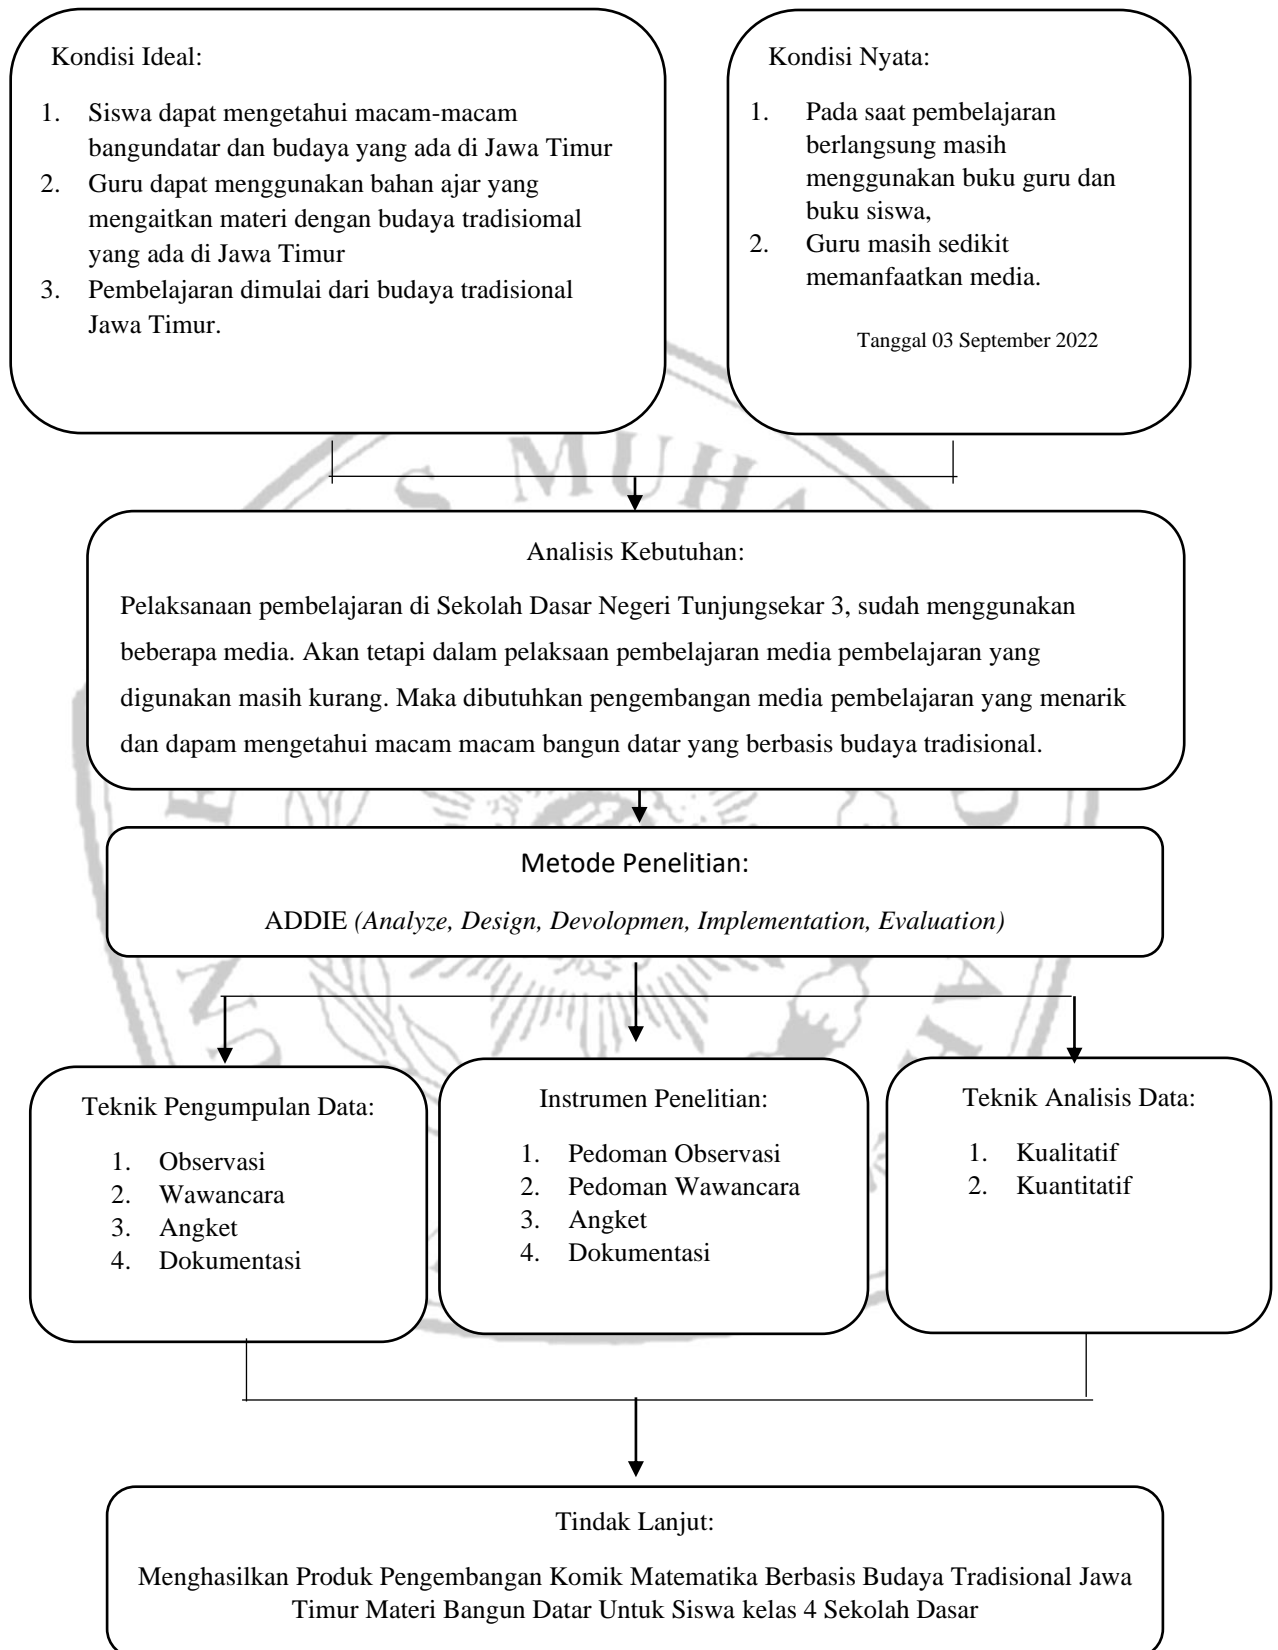 Kondisi Ideal:
1. Siswa dapat mengetahui macam-macam
bangundatar dan budaya yang ada di Jawa Timur
2. Guru dapat menggunakan bahan ajar yang
mengaitkan materi dengan budaya tradisiomal
yang ada di Jawa Timur
3. Pembelajaran dimulai dari budaya tradisional
Jawa Timur.
Kondisi Nyata:
1. Pada saat pembelajaran
berlangsung masih
menggunakan buku guru dan
buku siswa,
2. Guru masih sedikit
memanfaatkan media.
Tanggal 03 September 2022
S MUHA
Analisis Kebutuhan:
Pelaksanaan pembelajaran di Sekolah Dasar Negeri Tunjungsekar 3, sudah menggunakan
beberapa media. Akan tetapi dalam pelaksaan pembelajaran media pembelajaran yang
digunakan masih kurang. Maka dibutuhkan pengembangan media pembelajaran yang menarik
dan dapam mengetahui macam macam bangun datar yang berbasis budaya tradisional.
Metode Penelitian:
ADDIE (Analyze, Design, Devolopmen, Implementation, Evaluation)
Teknik Pengumpulan Data:
1. Observasi
2. Wawancara
3. Angket
4. Dokumentasi
Instrumen Penelitian:
1. Pedoman Observasi
2. Pedoman Wawancara
3. Angket
4. Dokumentasi
Teknik Analisis Data:
1. Kualitatif
2. Kuantitatif
Tindak Lanjut:
Menghasilkan Produk Pengembangan Komik Matematika Berbasis Budaya Tradisional Jawa
Timur Materi Bangun Datar Untuk Siswa kelas 4 Sekolah Dasar